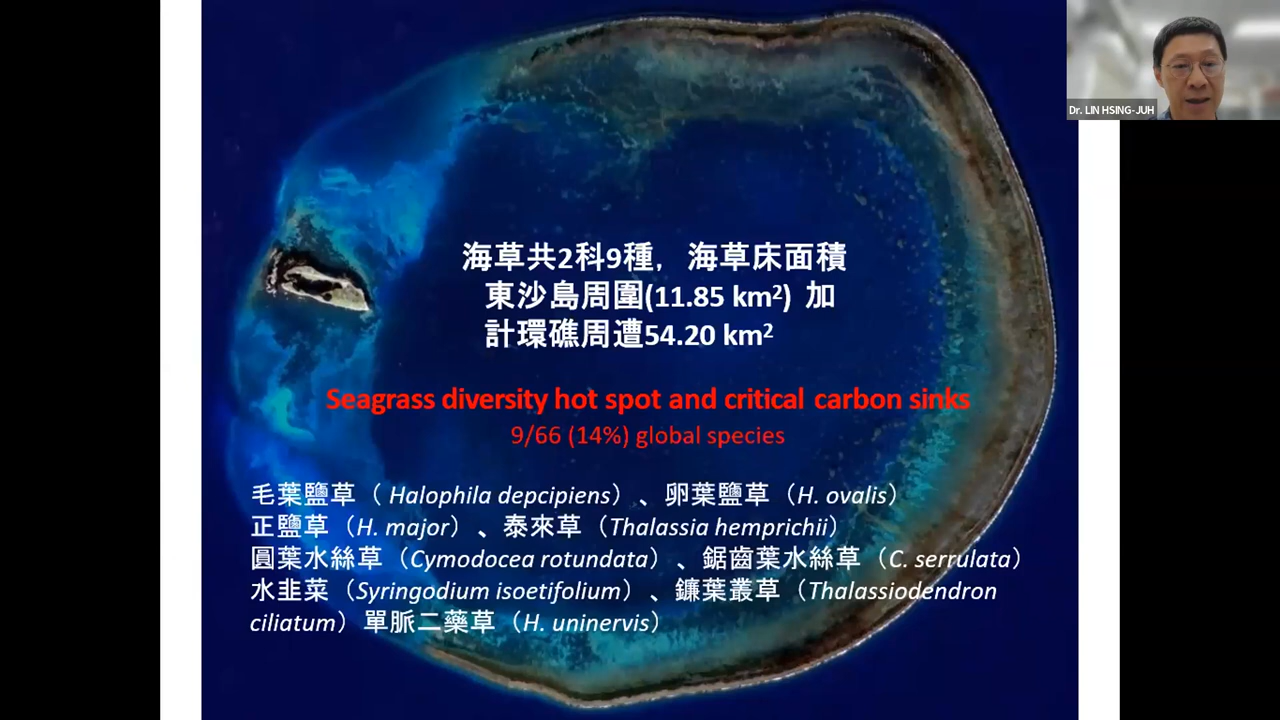 Dr. LIN HSING-JUH
海草共2科9種，海草床面積
東沙島周圍(11.85 km²) 加
計環礁周遭54.20 km²
Seagrass diversity hot spot and critical carbon sinks
9/66 (14%) global species
毛葉鹽草（ Halophila depcipiens）、卵葉鹽草（H. ovalis）
正鹽草（H. major）、泰來草（Thalassia hemprichii）
圓葉水絲草（Cymodocea rotundata）、鋸齒葉水絲草（C. serrulata）
水韭菜（Syringodium isoetifolium）、鐮葉叢草（Thalassiodendron
ciliatum）單脈二藥草（H. uninervis）